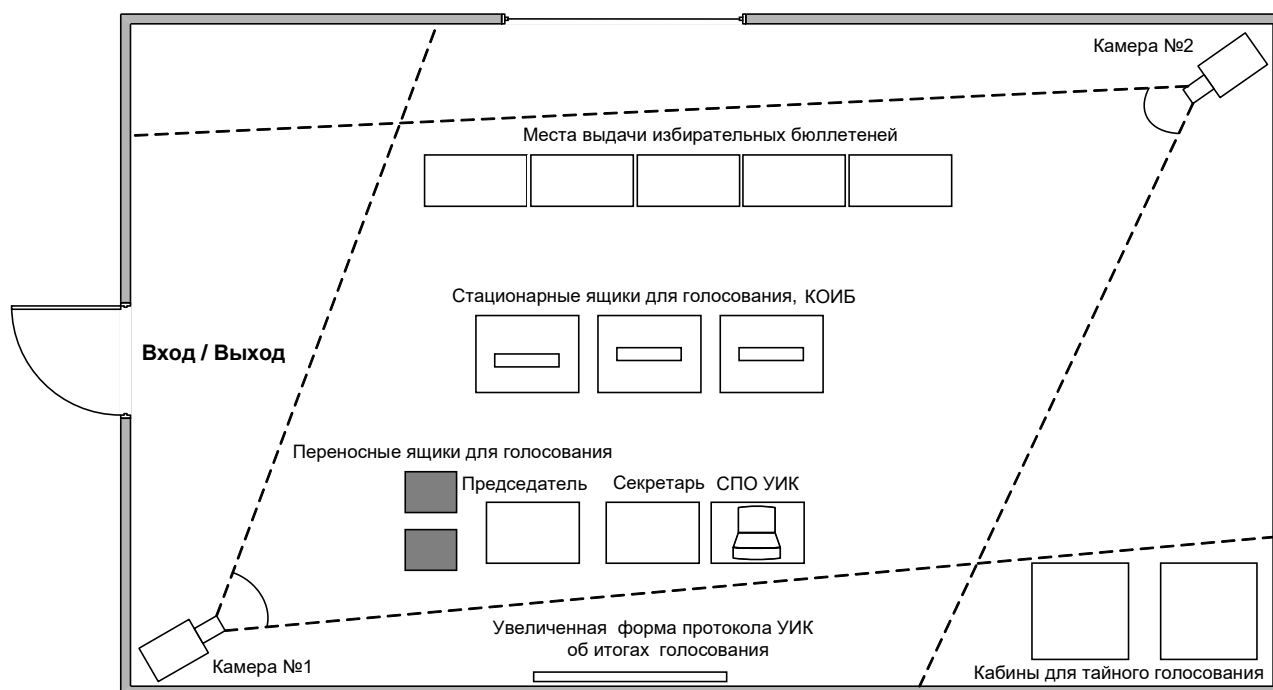 Камера №2
Места выдачи избирательных бюллетеней
Стационарные ящики для голосования, КОИБ
Вход / Выход
Переносные ящики для голосования
Председатель
Секретарь
СПО УИК
Увеличенная форма протокола УИК
об итогах голосования
Камера №1
Кабины для тайного голосования